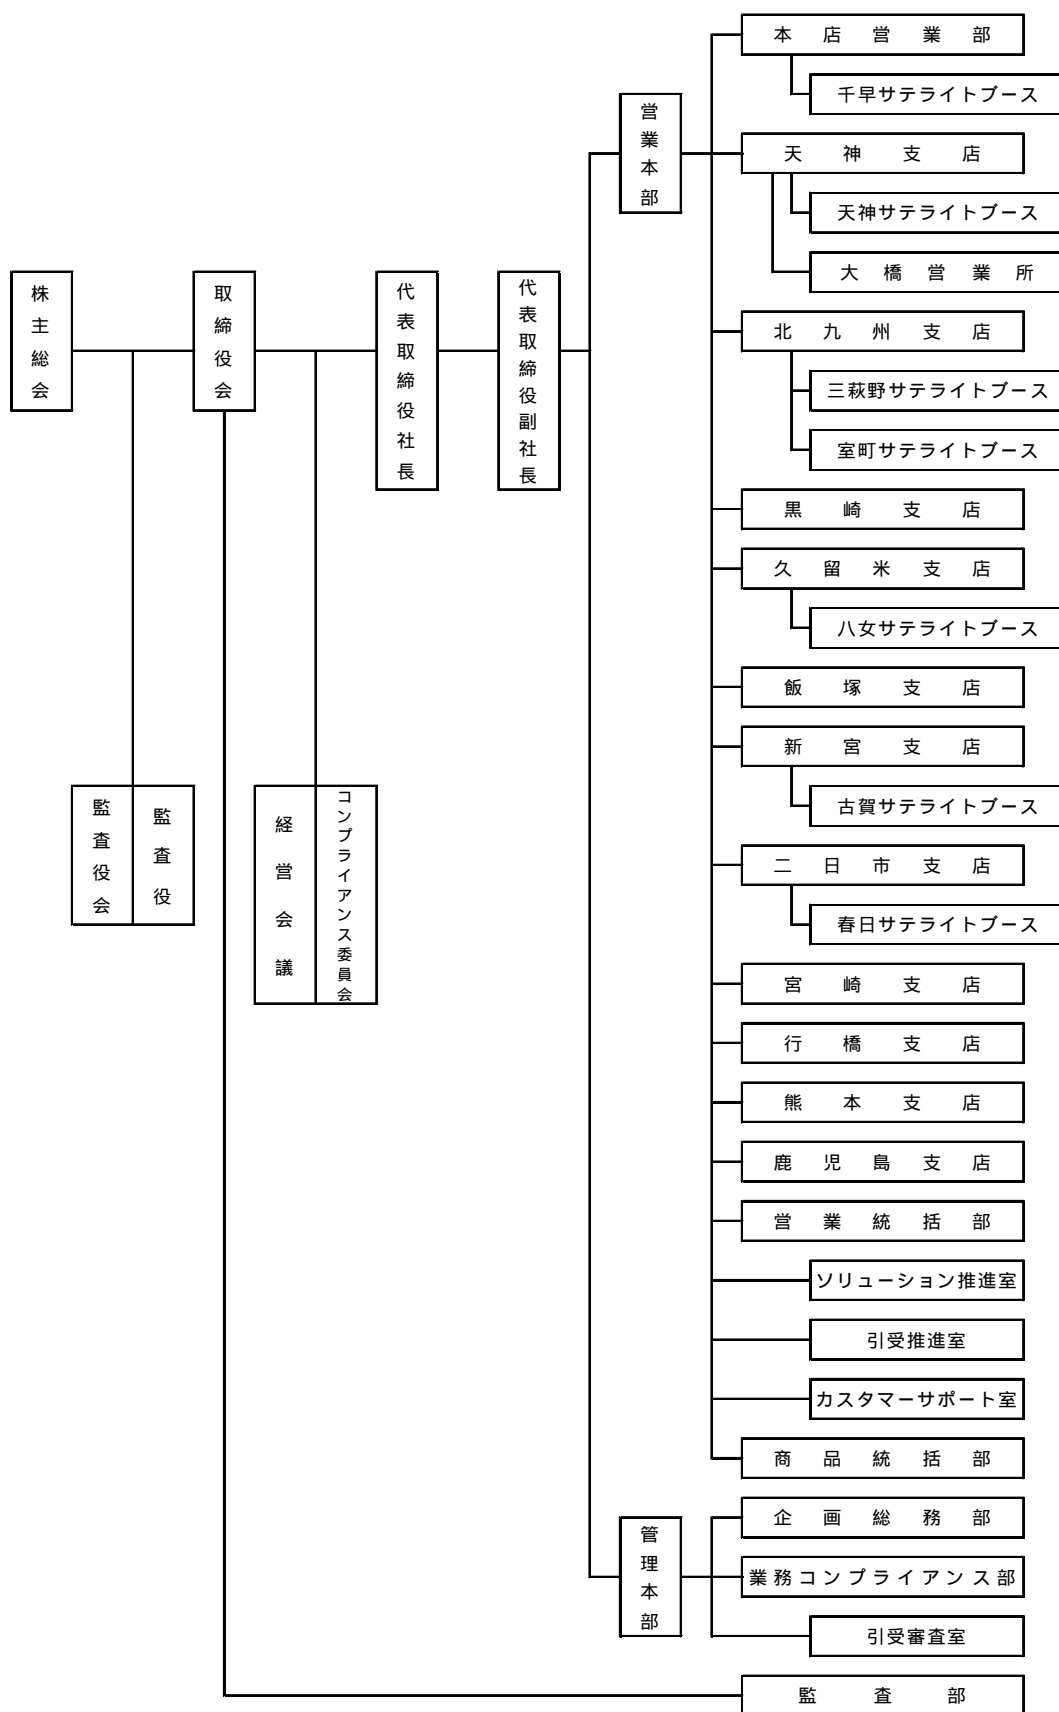 株主総会
監査役会
監査役
取締役会
経営会議
コンプライアンス委員会
代表取締役社長
代表取締役副社長
営業本部
本店営業部
千早サテライトブース
天神支店
天神サテライトブース
大橋営業所
北九州支店
三萩野サテライトブース
室町サテライトブース
黒崎支店
久留米支店
八女サテライトブース
飯塚支店
新宮支店
古賀サテライトブース
二日市支店
春日サテライトブース
宮崎支店
行橋支店
熊本支店
鹿児島支店
営業統括部
ソリューション推進室
引受推進室
カスタマーサポート室
商品統括部
管理本部
企画総務部
業務コンプライアンス部
引受審査室
監査部